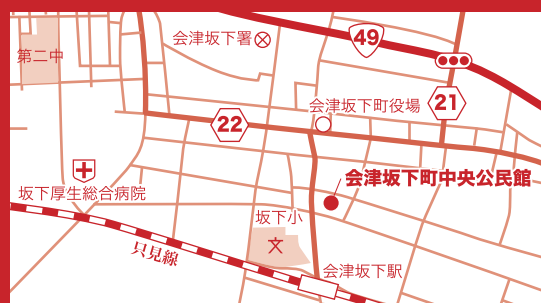 会津坂下署
49
第二中
会津坂下町役場
21
22
会津坂下町中央公民館
坂下厚生総合病院
坂下小
文
只見線
会津坂下駅